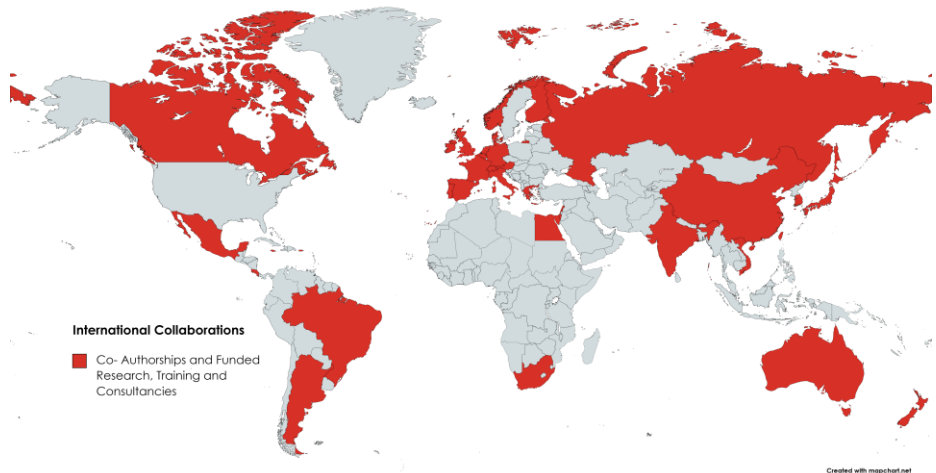 International Collaborations
Co- Authorships and Funded
Research, Training and
Consultancies
Created with mapchart.net